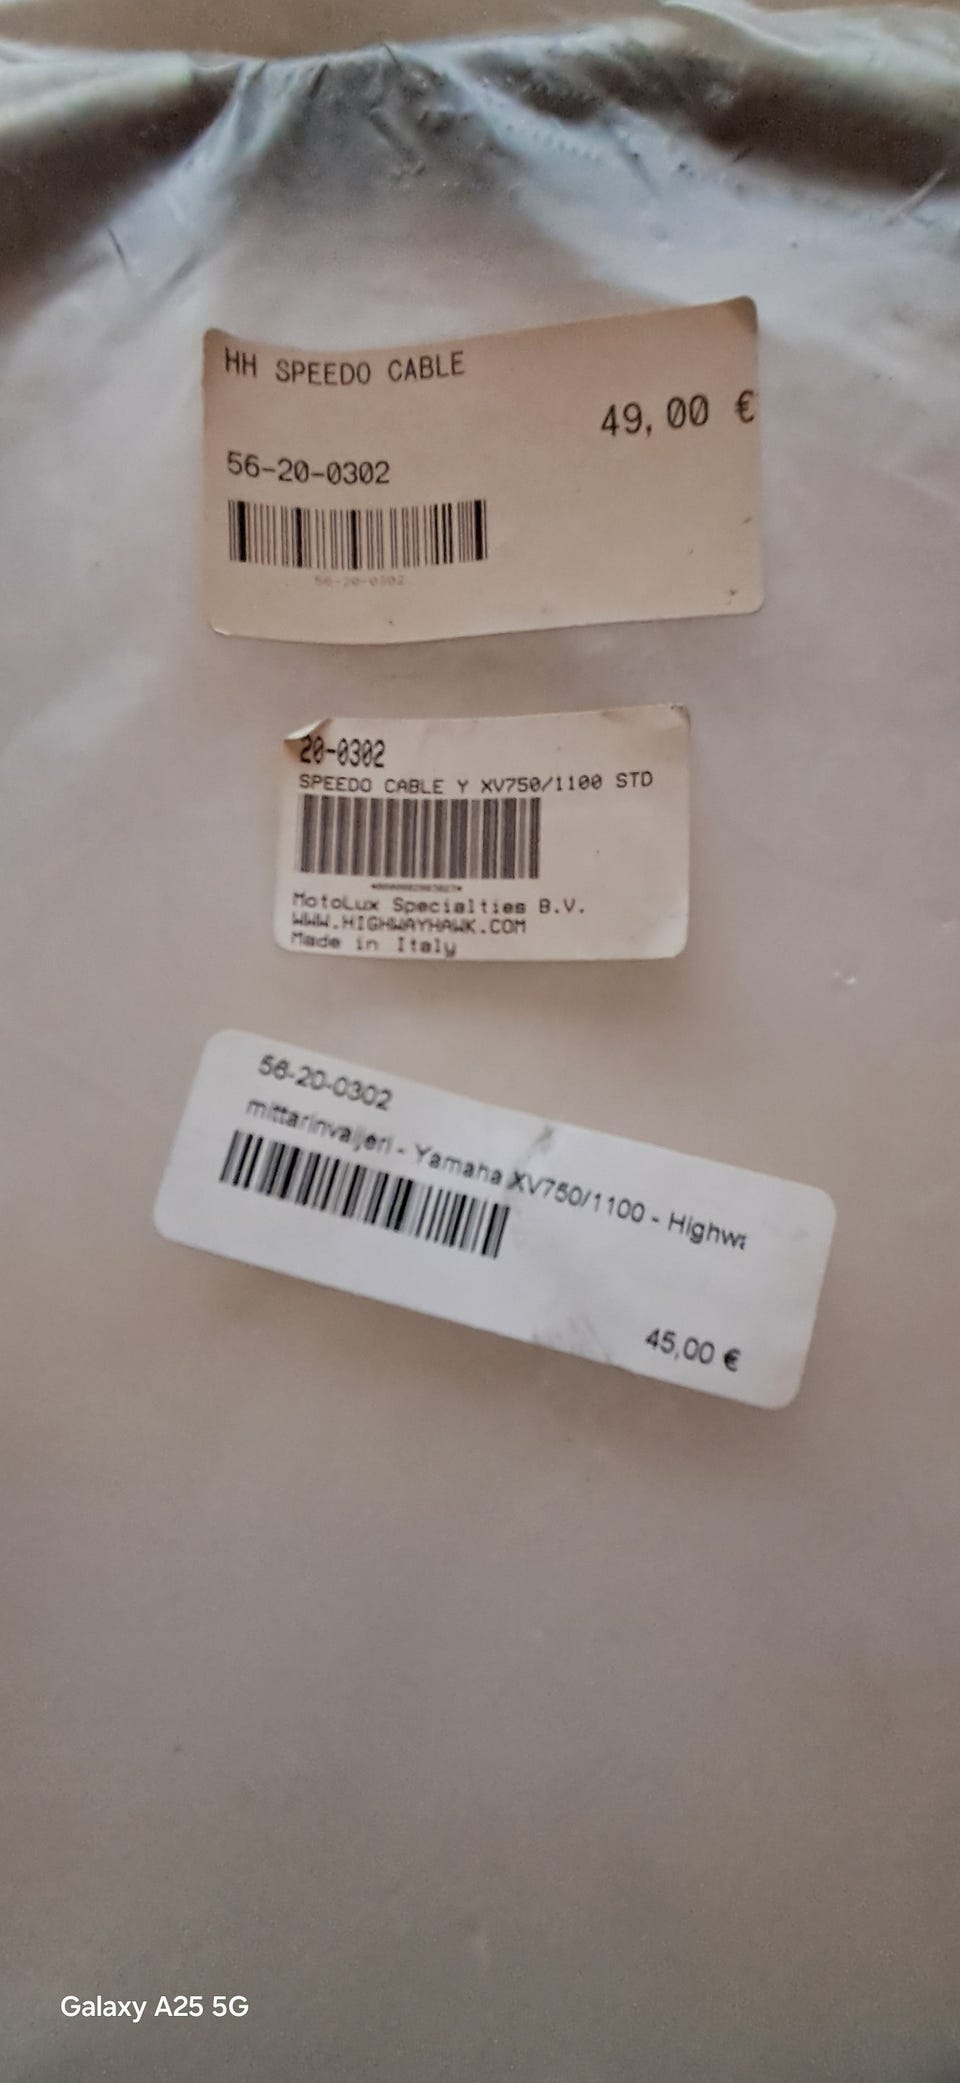 HH SPEEDO CABLE
49,00 €
56-20-0302
56-20-0302
20-0302
SPEEDO CABLE Y XV750/1100 STD
MotoLux Specialties B.V.
WWW.HIGHWAYHAWK.COM
Made in Italy
56-20-0302
mittarinvaijeri - Yamaha XV750/1100 - Highwa
45,00 €
Galaxy A25 5G